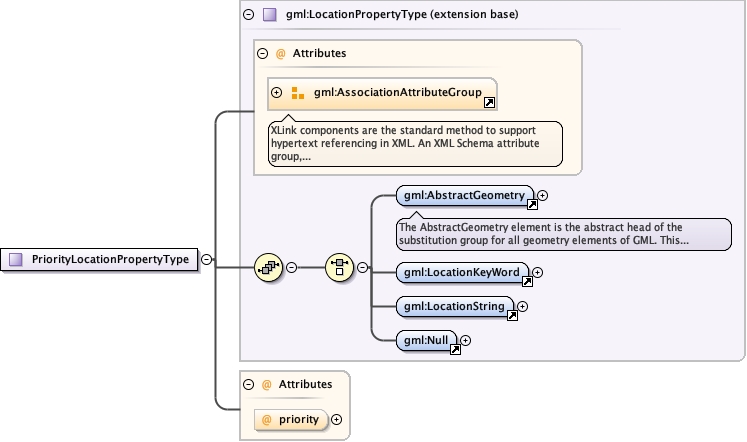 gml:LocationPropertyType (extension base)
@ Attributes
gml:AssociationAttributeGroup
XLink components are the standard method to support
hypertext referencing in XML. An XML Schema attribute
group,...
gml:AbstractGeometry
The AbstractGeometry element is the abstract head of the
substitution group for all geometry elements of GML. This...
PriorityLocationPropertyType
gml:LocationKeyWord
gml:LocationString
gml:Null
@ Attributes
@ priority